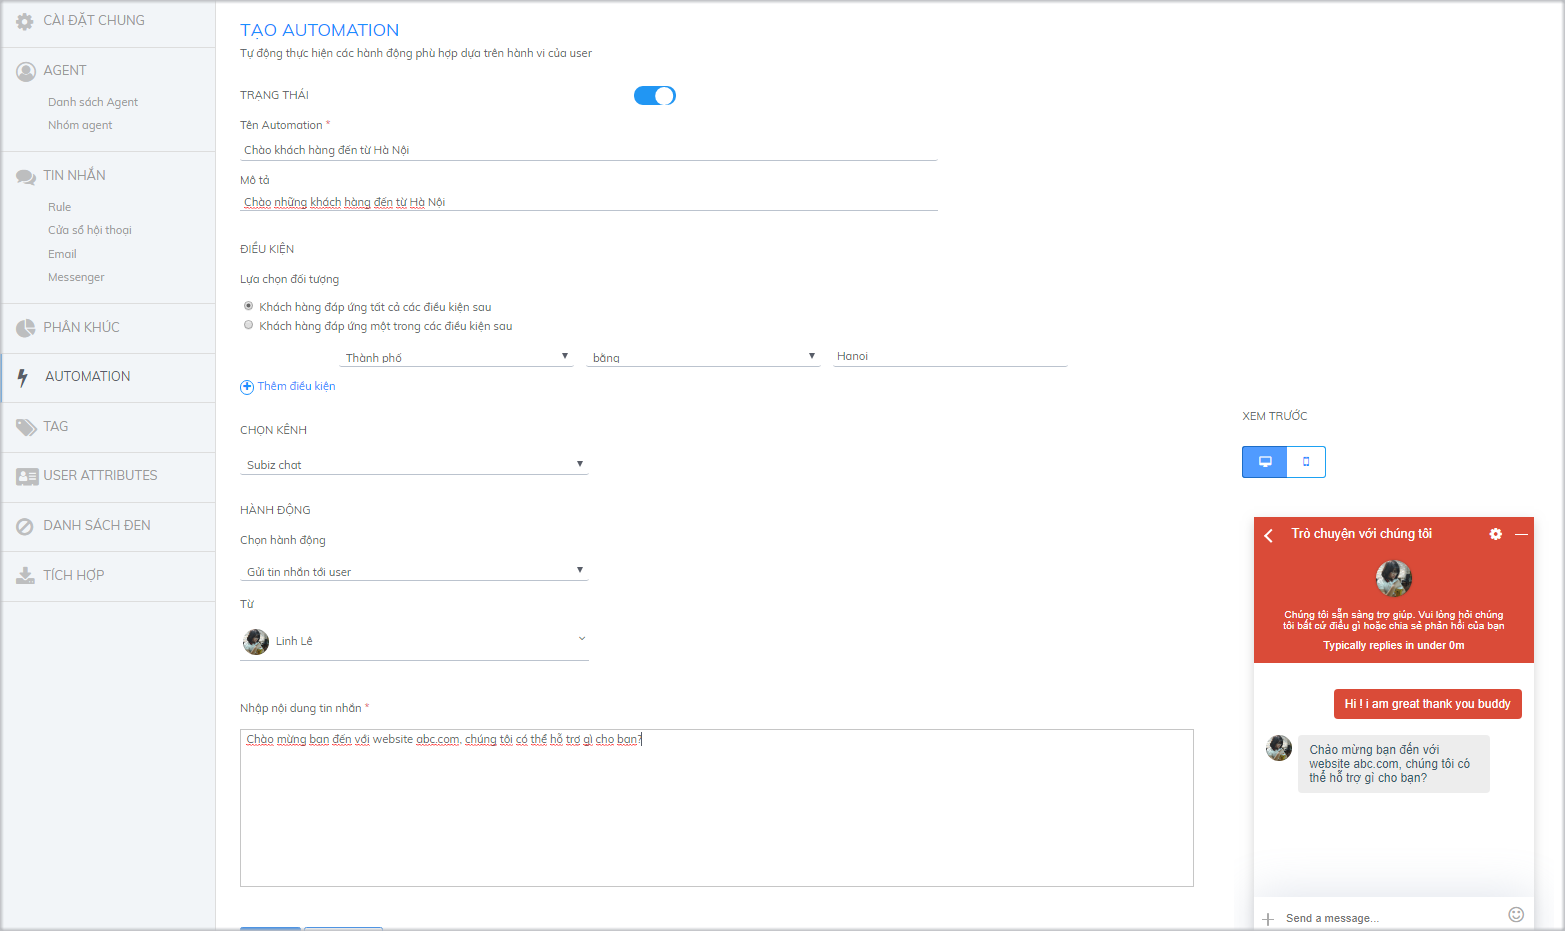 CÀI ĐẶT CHUNG
AGENT
Danh sách Agent
Nhóm agent
TIN NHẮN
Rule
Cửa sổ hội thoại
Email
Messenger
PHÂN KHÚC
AUTOMATION
TAG
USER ATTRIBUTES
DANH SÁCH ĐEN
TÍCH HỢP
TẠO AUTOMATION
Tự động thực hiện các hành động phù hợp dựa trên hành vi của user
TRẠNG THÁI
Tên Automation *
Chào khách hàng đến từ Hà Nội
Mô tả
Chào những khách hàng đến từ Hà Nội
ĐIỀU KIỆN
Lựa chọn đối tượng
Khách hàng đáp ứng tất cả các điều kiện sau
Khách hàng đáp ứng một trong các điều kiện sau
Thành phố bằng Hanoi
Thêm điều kiện
CHỌN KÊNH
Subiz chat
HÀNH ĐỘNG
Chọn hành động
Gửi tin nhắn tới user
Từ
Linh Lê
Nhập nội dung tin nhắn *
Chào mừng bạn đến với website abc.com, chúng tôi có thể hỗ trợ gì cho bạn?
XEM TRƯỚC
Trò chuyện với chúng tôi
Chúng tôi sẵn sàng trợ giúp. Vui lòng hỏi chúng
tôi bất cứ điều gì hoặc chia sẻ phản hồi của bạn
Typically replies in under 0m
Hi ! i am great thank you buddy
Chào mừng bạn đến với
website abc.com, chúng tôi có
thể hỗ trợ gì cho bạn?
Send a message...